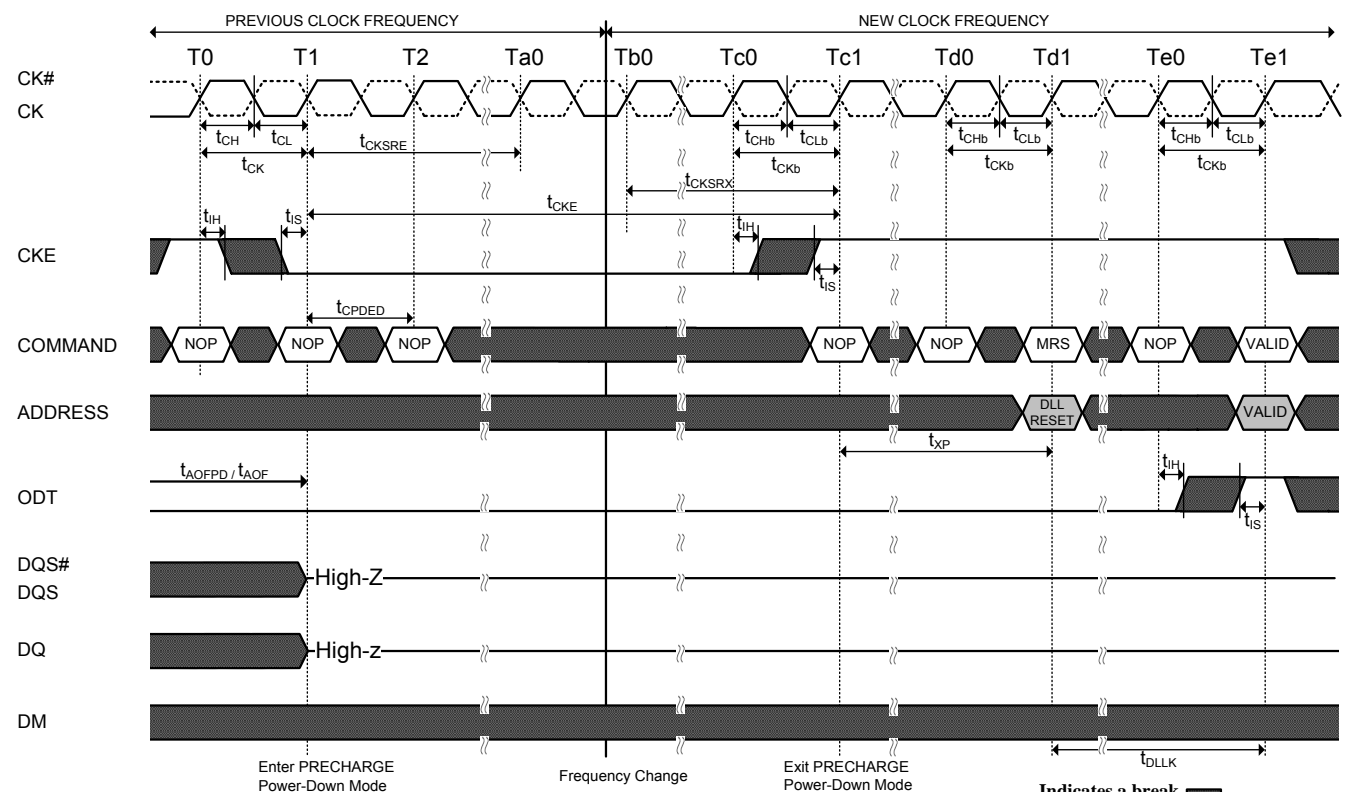 PREVIOUS CLOCK FREQUENCY NEW CLOCK FREQUENCY
T0 T1 T2 Ta0 Tb0 Tc0 Tc1 Td0 Td1 Te0 Te1
CK#
CK
tCH tCL tCKSRE tCHb tCLb tCHb tCLb tCHb tCLb
tCK tCKb tCKb tCKb
tCKSRX
tIH tIS tCKE tIH
CKE
tIS
tCPDED
COMMAND NOP NOP NOP NOP NOP MRS NOP VALID
ADDRESS DLL RESET VALID
tXP
tAOFPD / tAOF tIH
ODT
tIS
DQS#
DQS
High-Z
DQ High-z
DM
tDLLK
Enter PRECHARGE
Power-Down Mode
Frequency Change
Exit PRECHARGE
Power-Down Mode
Indicates a break